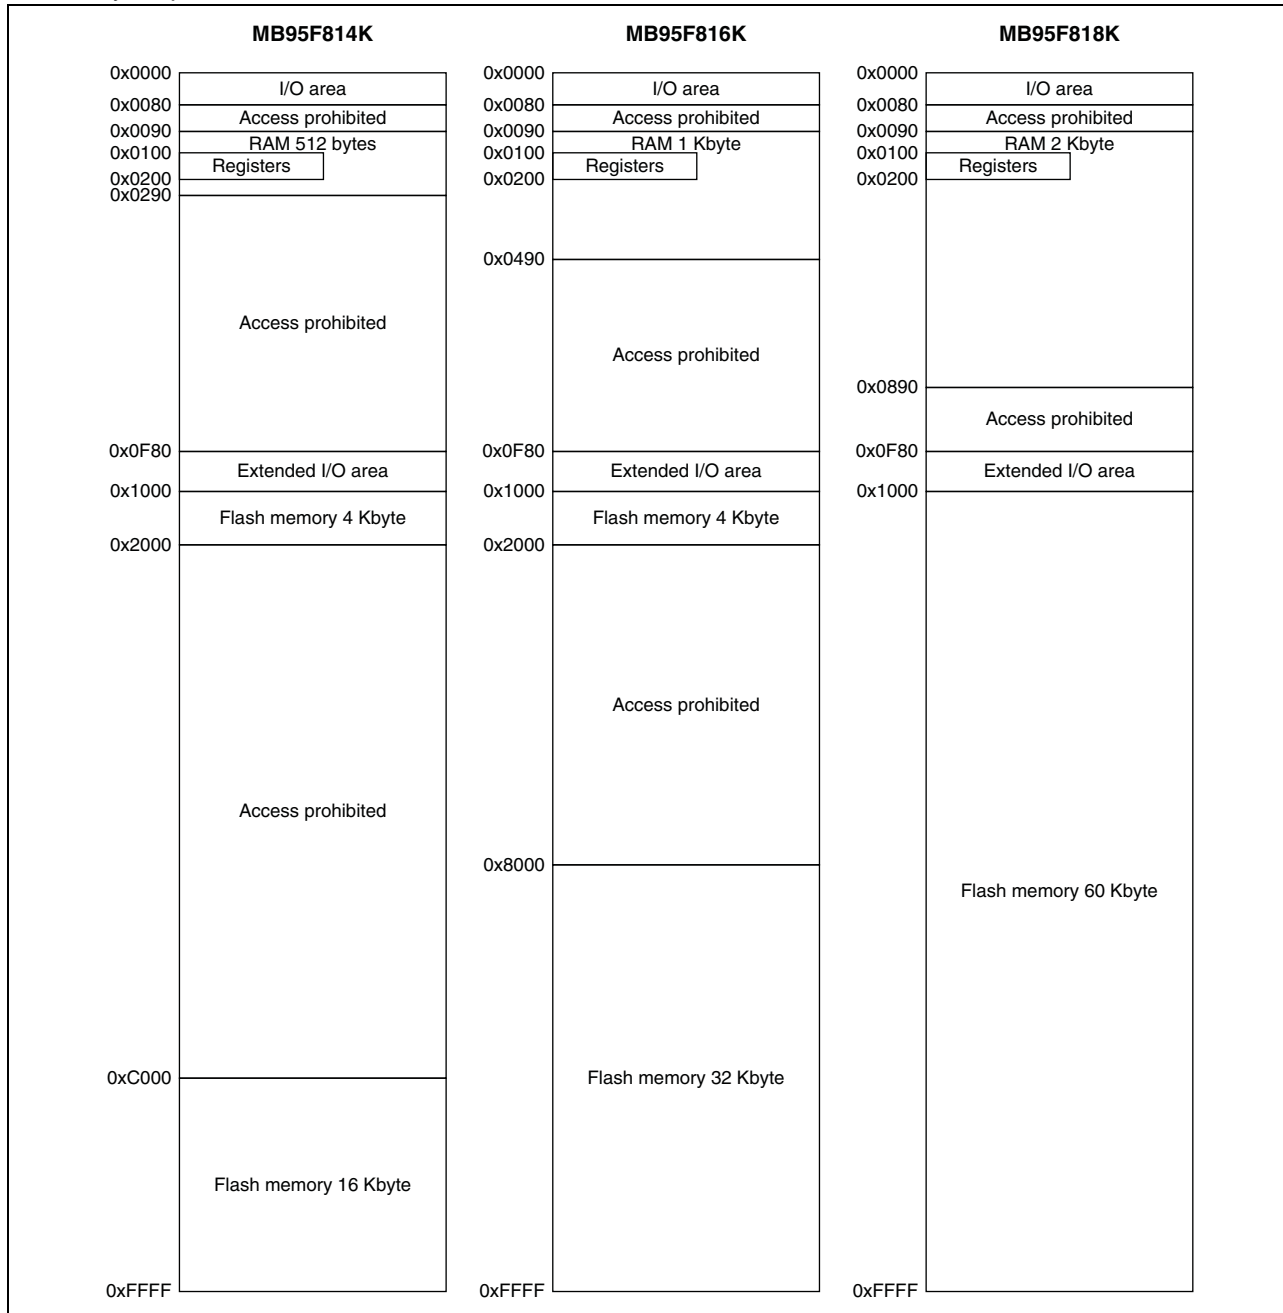 MB95F814K
0x0000
I/O area
0x0080
Access prohibited
0x0090
RAM 512 bytes
0x0100
Registers
0x0200
0x0290
Access prohibited
0x0F80
Extended I/O area
0x1000
Flash memory 4 Kbyte
0x2000
Access prohibited
0xC000
Flash memory 16 Kbyte
0xFFFF
MB95F816K
0x0000
I/O area
0x0080
Access prohibited
0x0090
RAM 1 Kbyte
0x0100
Registers
0x0200
0x0490
Access prohibited
0x0F80
Extended I/O area
0x1000
Flash memory 4 Kbyte
0x2000
Access prohibited
0x8000
Flash memory 32 Kbyte
0xFFFF
MB95F818K
0x0000
I/O area
0x0080
Access prohibited
0x0090
RAM 2 Kbyte
0x0100
Registers
0x0200
0x0890
Access prohibited
0x0F80
Extended I/O area
0x1000
Flash memory 60 Kbyte
0xFFFF